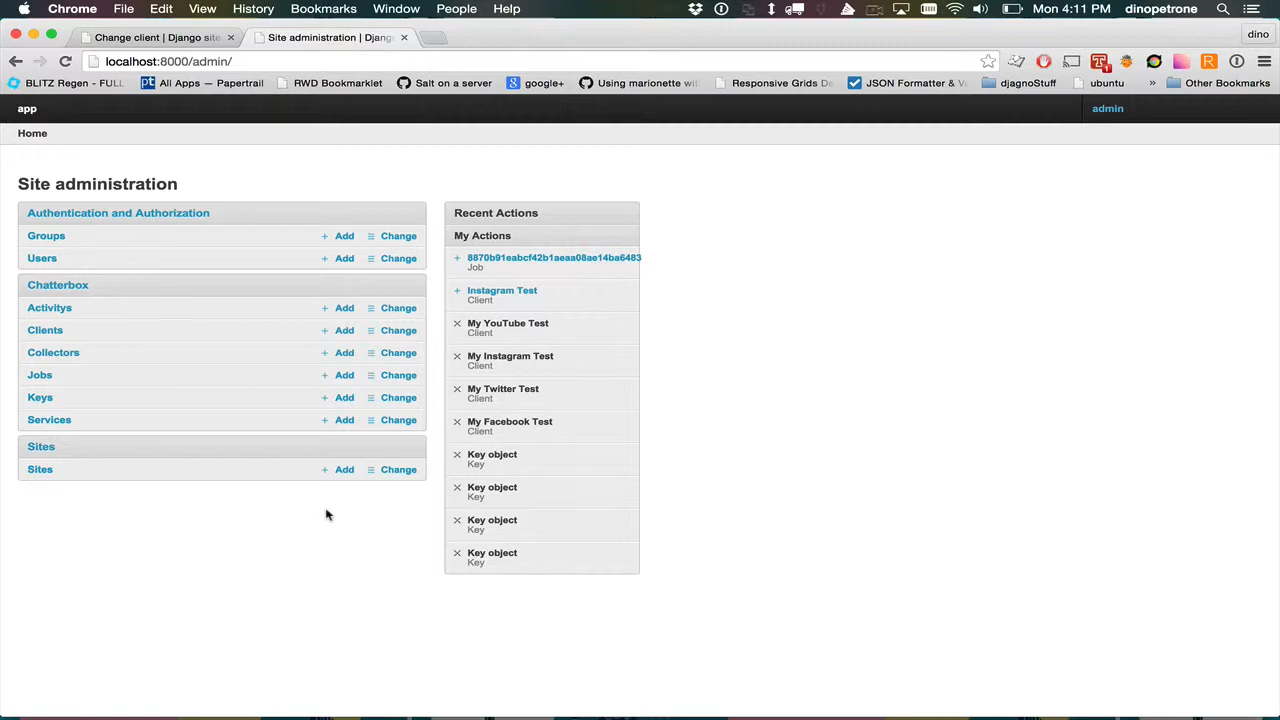 Chrome File Edit View History Bookmarks Window People Help Mon 4:11 PM dinopetrone
Change client | Django site Site administration | Djang dino
localhost:8000/admin/
BLITZ Regen - FULL All Apps — Papertrail RWD Bookmarklet Salt on a server google+ Using marionette wit Responsive Grids De JSON Formatter & Va djagnoStuff ubuntu » Other Bookmarks
app admin
Home
Site administration
Authentication and Authorization
Groups + Add Change
Users + Add Change
Chatterbox
Activitys + Add Change
Clients + Add Change
Collectors + Add Change
Jobs + Add Change
Keys + Add Change
Services + Add Change
Sites
Sites + Add Change
Recent Actions
My Actions
+ 8870b91eabcf42b1aeaa08ae14ba6483
Job
+ Instagram Test
Client
My YouTube Test
Client
My Instagram Test
Client
My Twitter Test
Client
My Facebook Test
Client
Key object
Key
Key object
Key
Key object
Key
Key object
Key